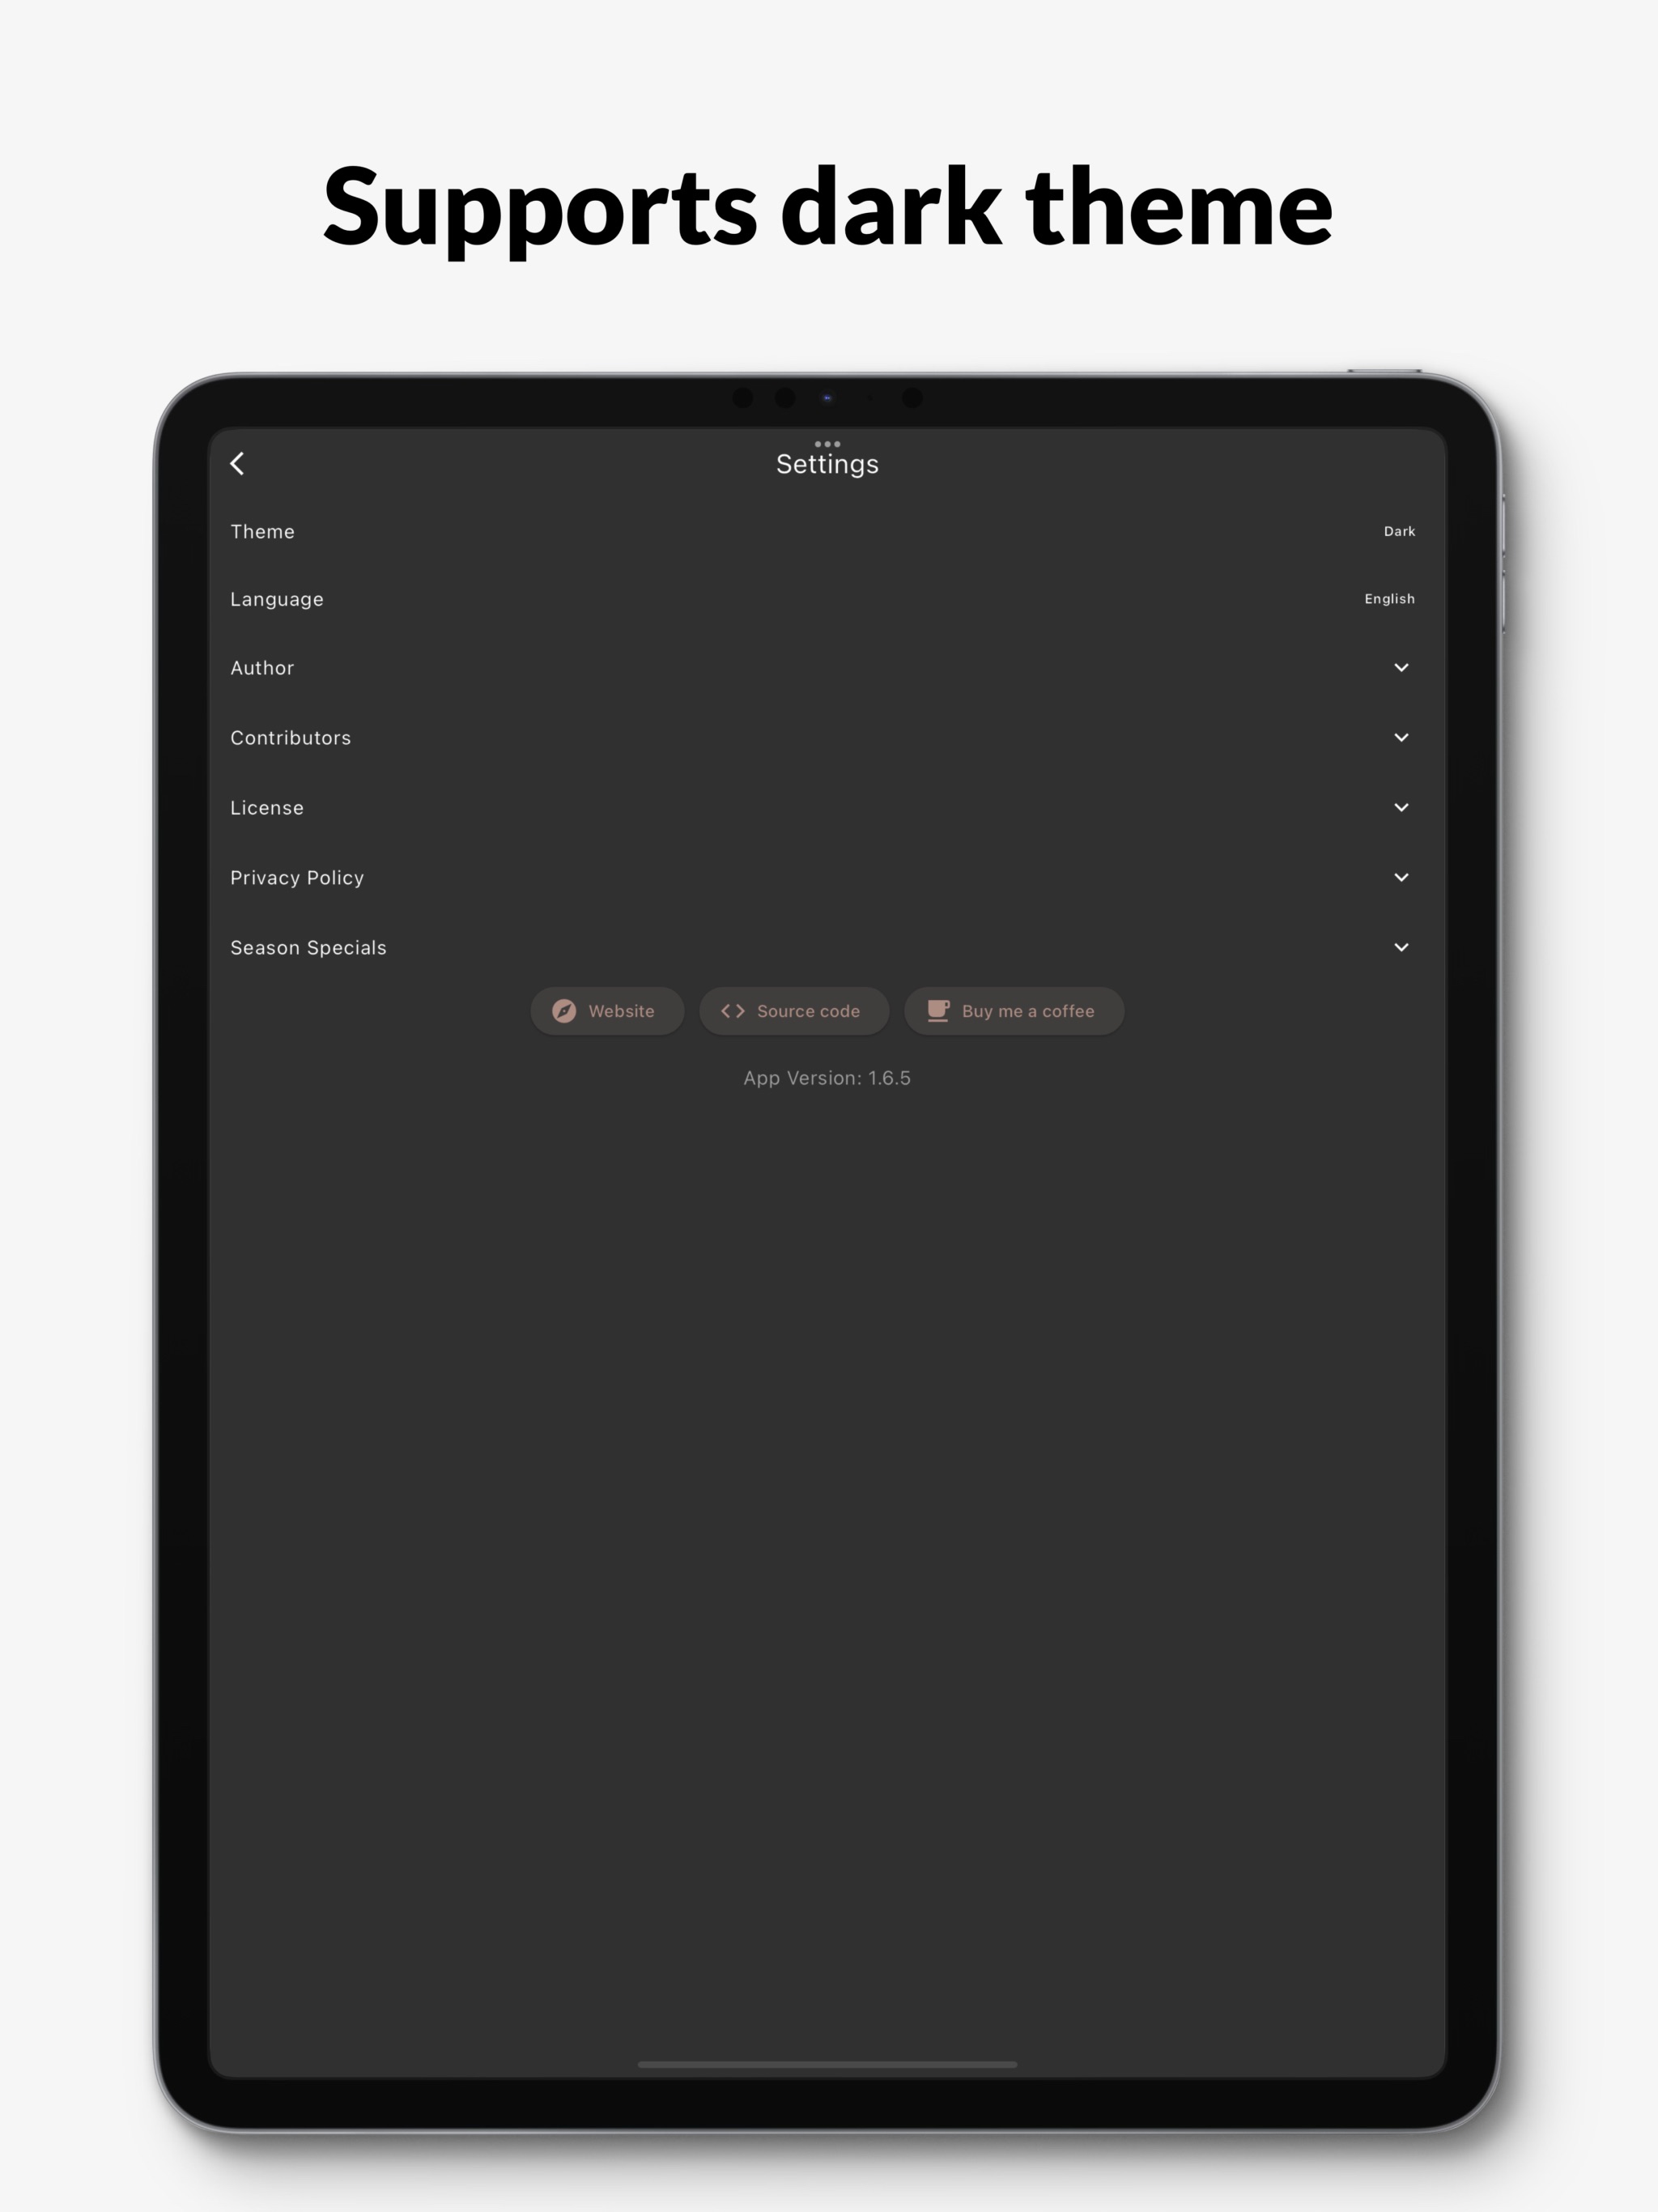 Supports dark theme
Settings
Theme Dark
Language English
Author
Contributors
License
Privacy Policy
Season Specials
Website Source code Buy me a coffee
App Version: 1.6.5